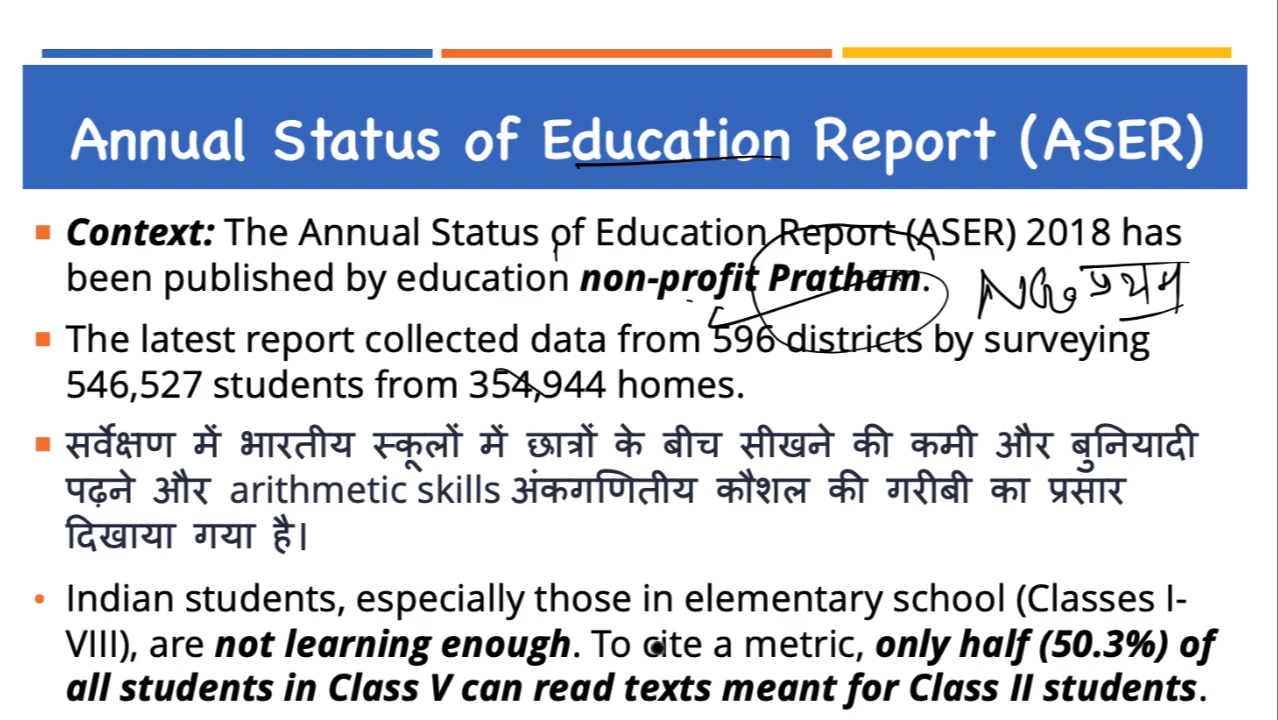 Annual Status of Education Report (ASER)
Context: The Annual Status of Education Report (ASER) 2018 has
been published by education non-profit Pratham.
NGO प्रथम
The latest report collected data from 596 districts by surveying
546,527 students from 354,944 homes.
सर्वेक्षण में भारतीय स्कूलों में छात्रों के बीच सीखने की कमी और बुनियादी
पढ़ने और arithmetic skills अंकगणितीय कौशल की गरीबी का प्रसार
दिखाया गया है।
Indian students, especially those in elementary school (Classes I-
VIII), are not learning enough. To cite a metric, only half (50.3%) of
all students in Class V can read texts meant for Class II students.